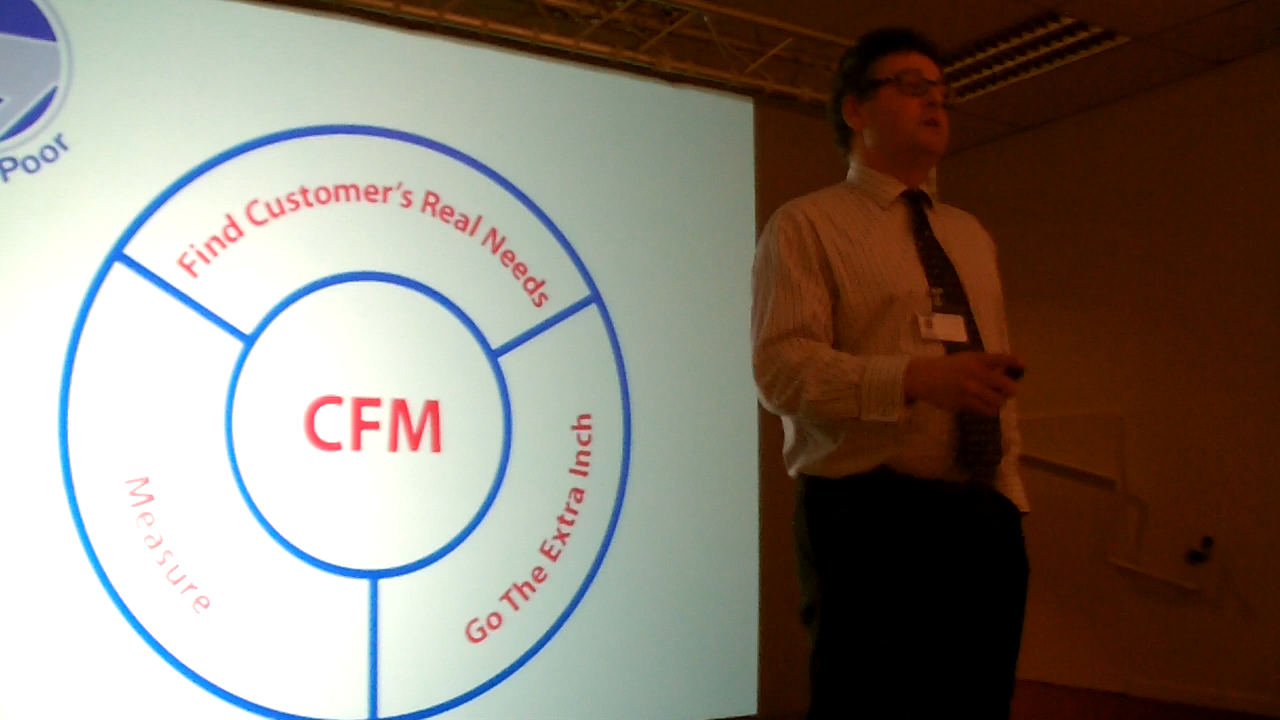 Poor
Find Customer's Real Needs
CFM
Go The Extra Inch
Measure